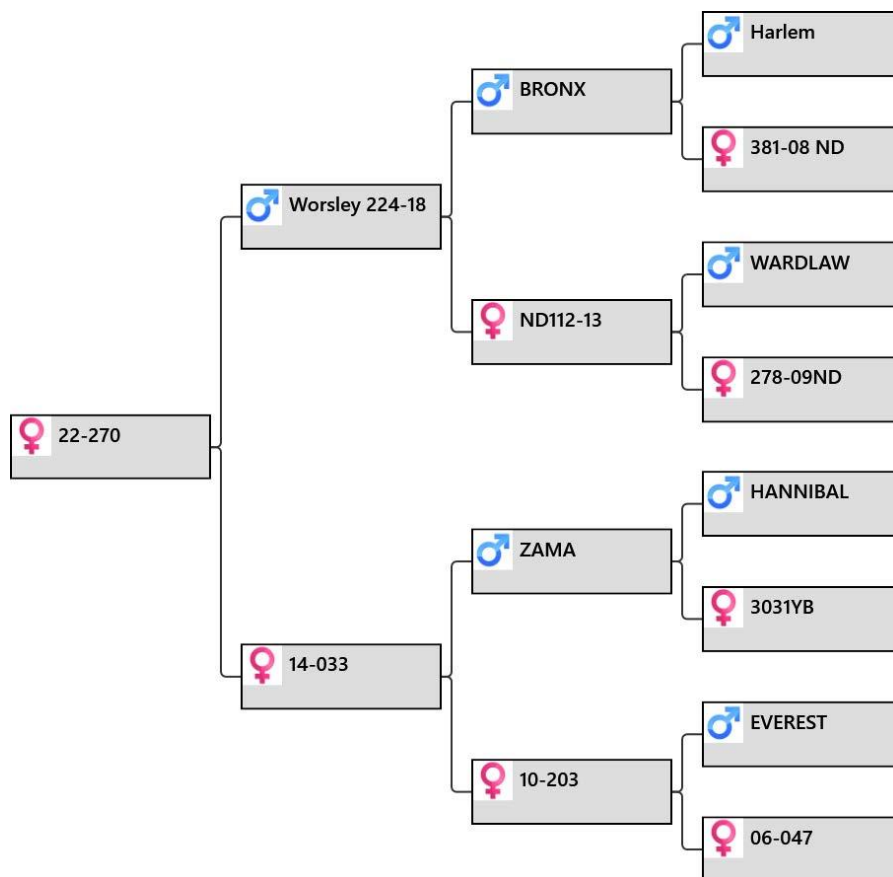 Harlem
BRONX
381-08 ND
Worsley 224-18
WARDLAW
ND112-13
278-09ND
22-270
HANNIBAL
ZAMA
3031YB
14-033
EVEREST
10-203
06-047